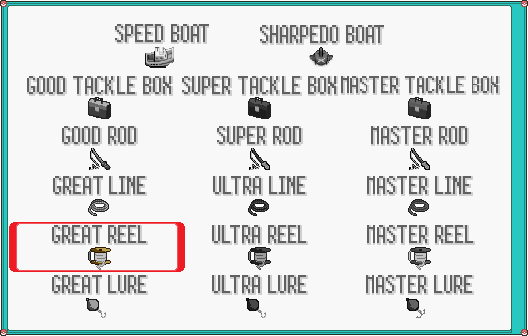 SPEED BOAT SHARPEDO BOAT
GOOD TACKLE BOX SUPER TACKLE BOX MASTER TACKLE BOX
GOOD ROD SUPER ROD MASTER ROD
GREAT LINE ULTRA LINE MASTER LINE
GREAT REEL ULTRA REEL MASTER REEL
GREAT LURE ULTRA LURE MASTER LURE